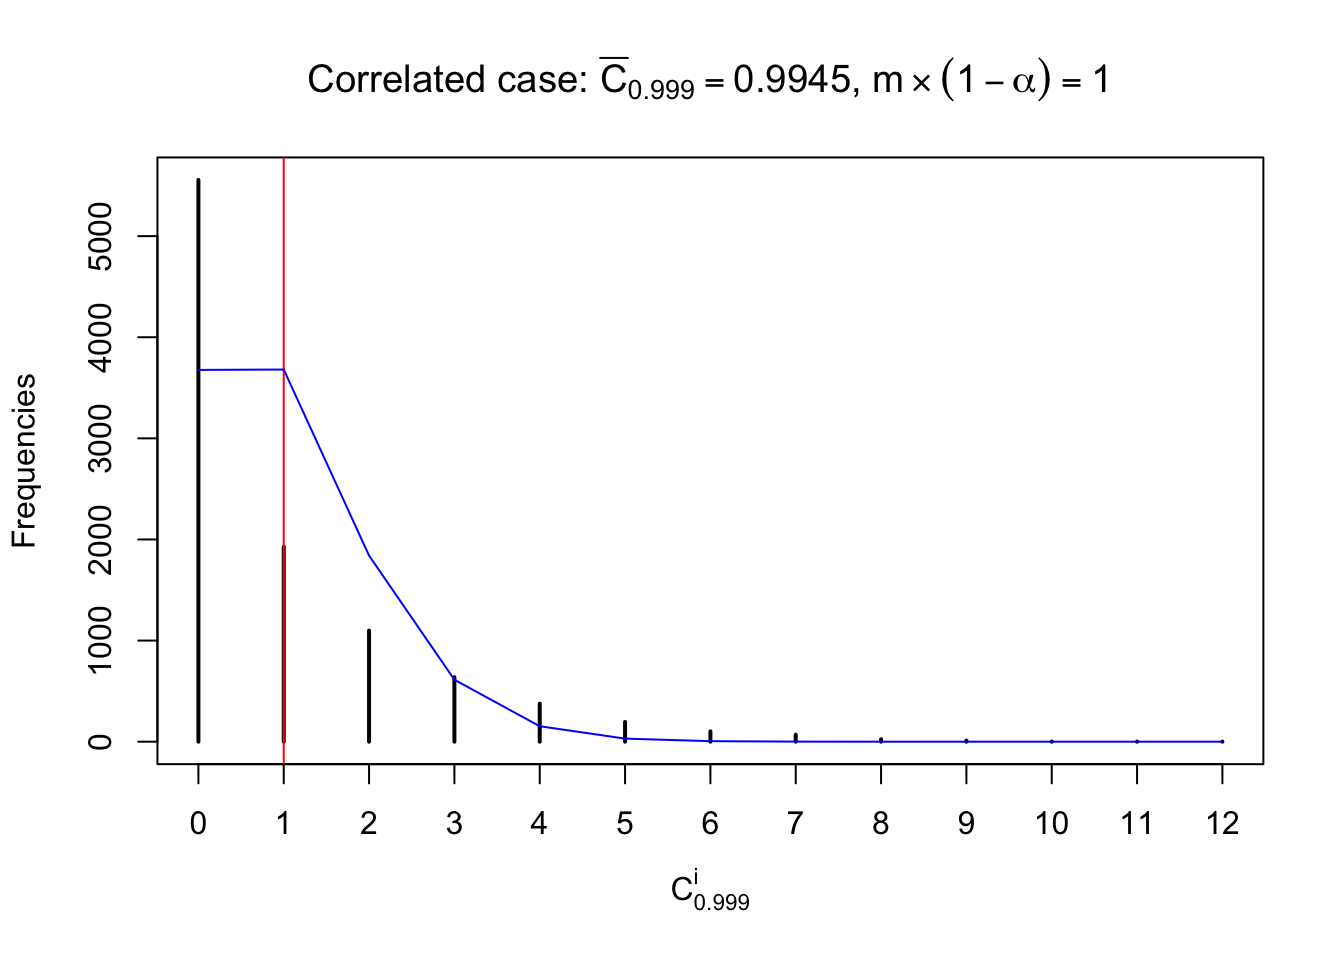 Correlated case: C̅₀.₉₉₉ = 0.9945, m × (1 − α) = 1
Frequencies
5000
4000
3000
2000
1000
0
0 1 2 3 4 5 6 7 8 9 10 11 12
Cⁱ₀.₉₉₉